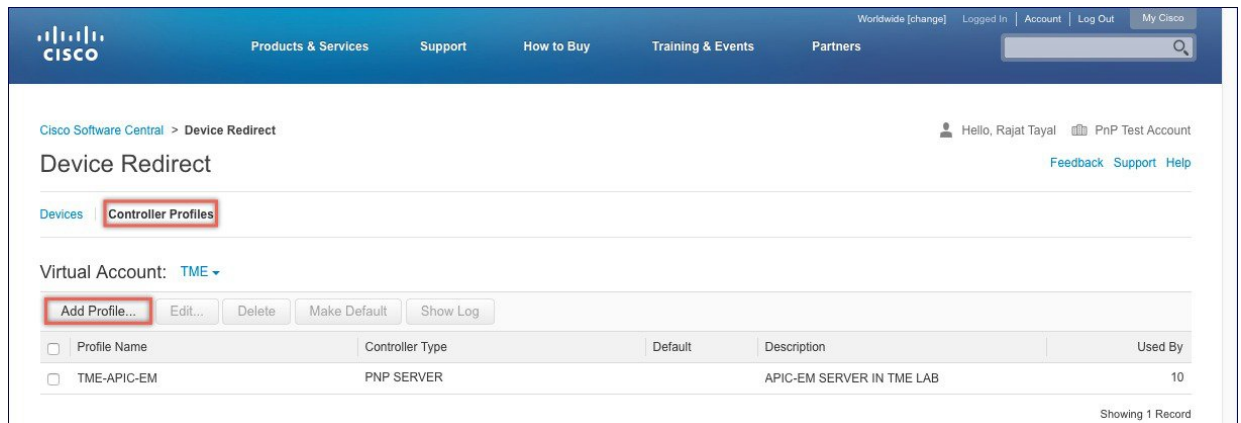 Worldwide [change] Logged In | Account | Log Out My Cisco
CISCO Products & Services Support How to Buy Training & Events Partners
Cisco Software Central > Device Redirect Hello, Rajat Tayal PnP Test Account
Device Redirect Feedback Support Help
Devices | Controller Profiles
Virtual Account: TME
Add Profile... Edit... Delete Make Default Show Log
Profile Name Controller Type Default Description Used By
TME-APIC-EM PNP SERVER APIC-EM SERVER IN TME LAB 10
Showing 1 Record